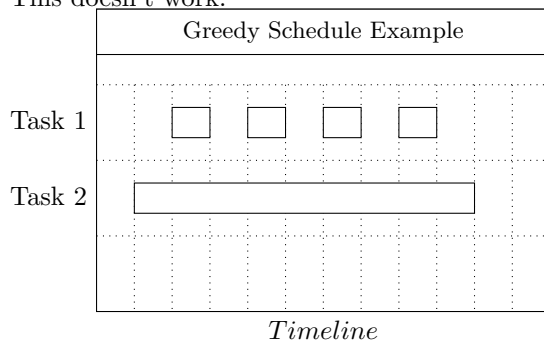 This doesn't work.
Greedy Schedule Example
Task 1
Task 2
Timeline